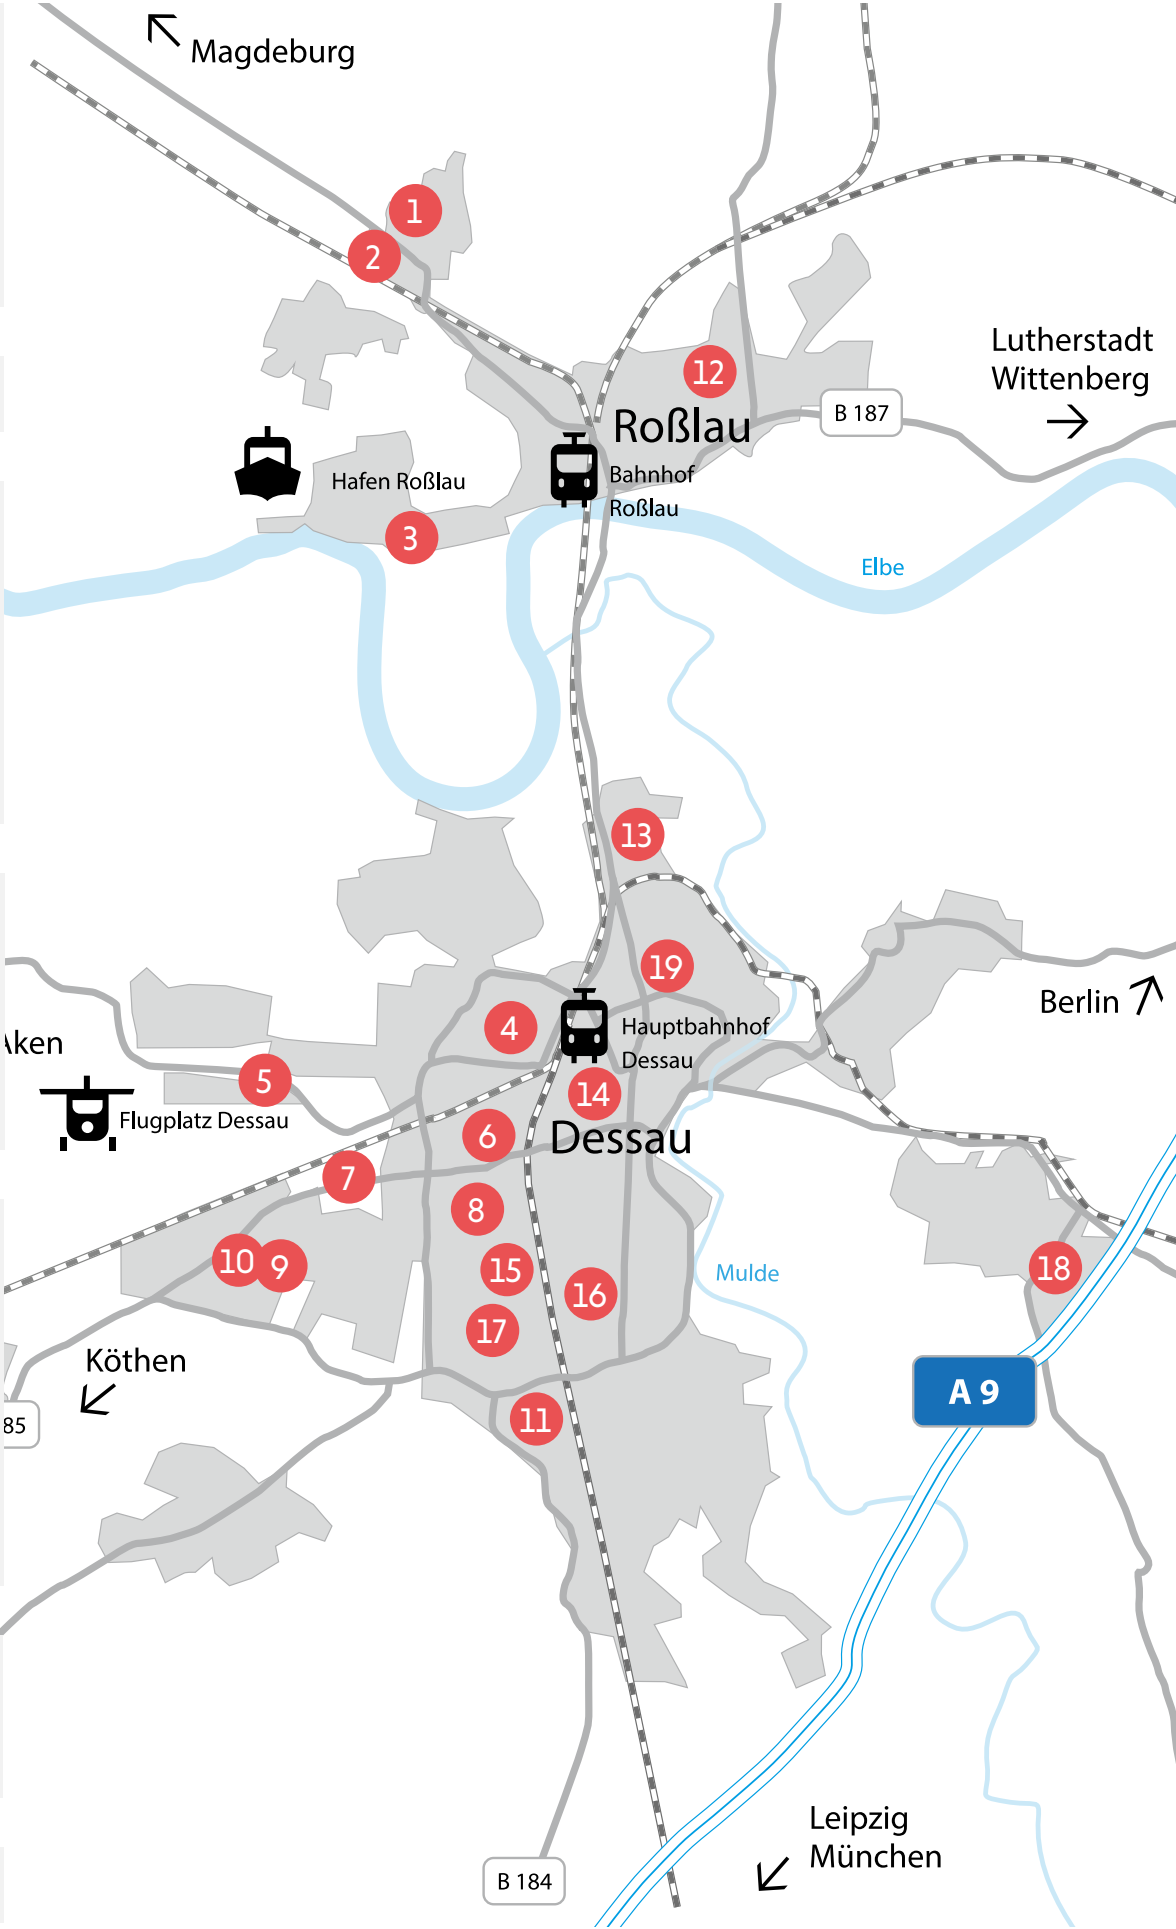 Magdeburg
1
2
Lutherstadt
Wittenberg
12
B 187
Roßlau
Hafen Roßlau
Bahnhof
Roßlau
3
Elbe
13
19
Berlin
4
Hauptbahnhof
Dessau
Aken
5
14
Flugplatz Dessau
6
Dessau
7
8
10
9
15
18
Mulde
16
17
Köthen
A 9
85
11
Leipzig
München
B 184